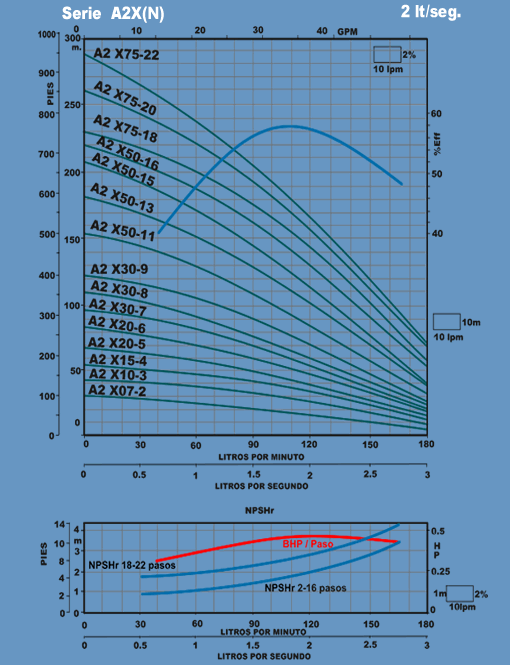 Serie A2X(N)
2 lt/seg.
0 10 20 30 40 GPM
1000 900 800 700 600 500 400 300 200 100 0
PIES
300 m. 250 200 150 100 50 0
A2 X75-22
A2 X75-20
A2 X75-18
A2 X50-16
A2 X50-15
A2 X50-13
A2 X50-11
A2 X30-9
A2 X30-8
A2 X30-7
A2 X20-6
A2 X20-5
A2 X15-4
A2 X10-3
A2 X07-2
2%
10 lpm
60 50 40
%Eff
10m
10 lpm
0 30 60 90 120 150 180
LITROS POR MINUTO
0 0.5 1 1.5 2 2.5 3
LITROS POR SEGUNDO
NPSHr
14 10 8 4 2 0
PIES
4 m 3 2 1 0
BHP / Paso
NPSHr 18-22 pasos
NPSHr 2-16 pasos
0.5 0.25 0
H P
1m 2%
10lpm
0 30 60 90 120 150 180
LITROS POR MINUTO
0 0.5 1 1.5 2 2.5 3
LITROS POR SEGUNDO